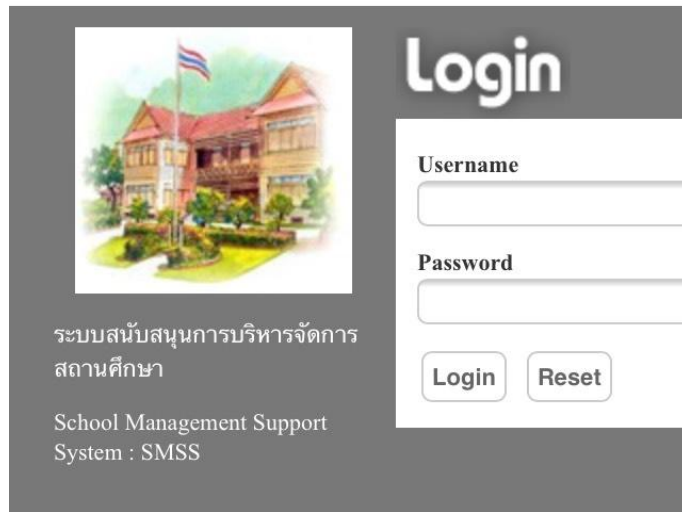 Login
Username
Password
Login Reset
ระบบสนับสนุนการบริหารจัดการ
สถานศึกษา
School Management Support
System : SMSS